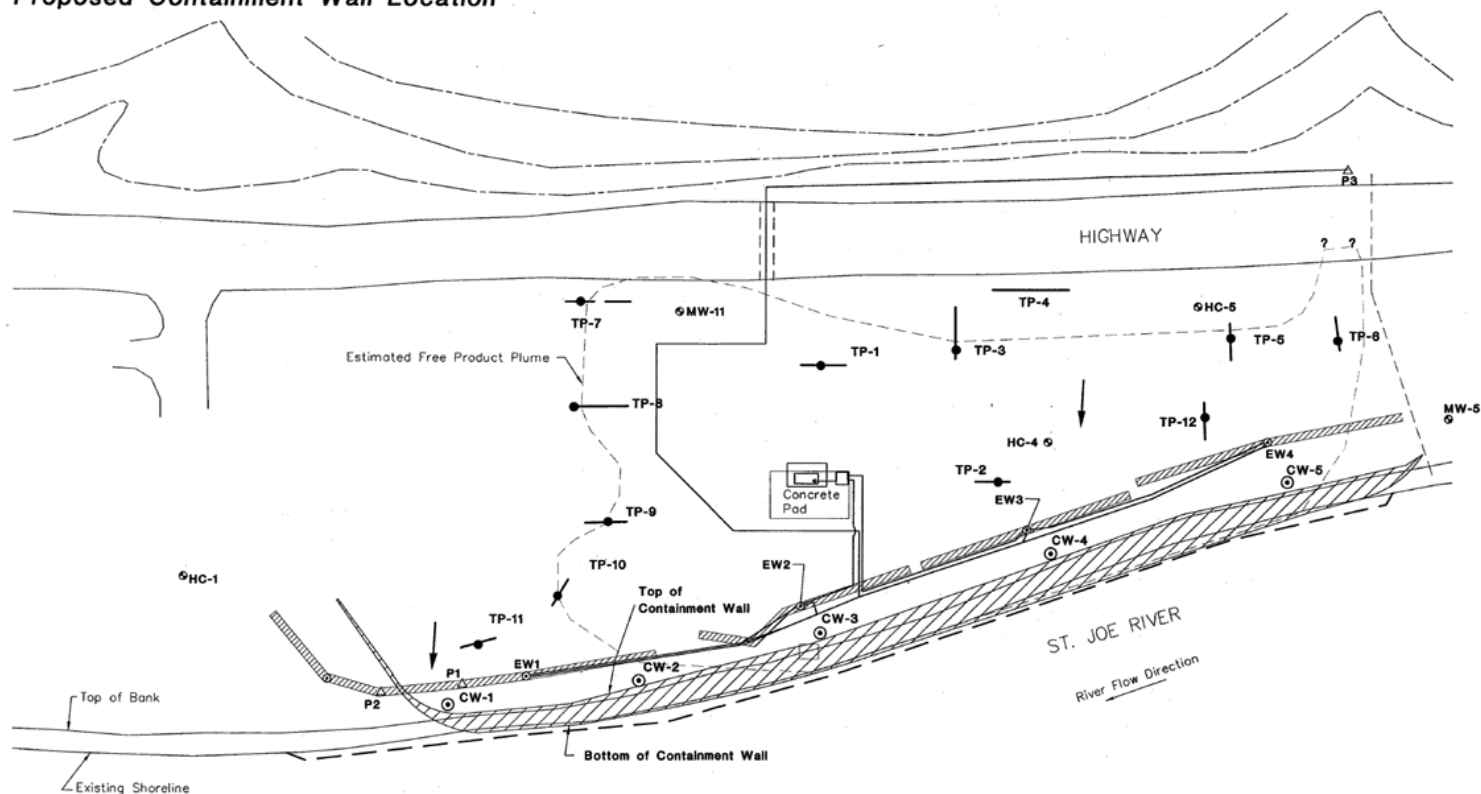 Proposed Containment Wall Location
P3
HIGHWAY
? ?
TP-4
HC-5
TP-7
MW-11
TP-1
TP-3
TP-5
TP-6
Estimated Free Product Plume
TP-8
MW-5
TP-12
HC-4
EW4
TP-2
CW-5
Concrete
Pad
EW3
TP-9
CW-4
HC-1
TP-10
EW2
Top of
Containment Wall
TP-11
CW-3
ST. JOE RIVER
P1
EW1
CW-2
River Flow Direction
Top of Bank
P2
CW-1
Bottom of Containment Wall
Existing Shoreline